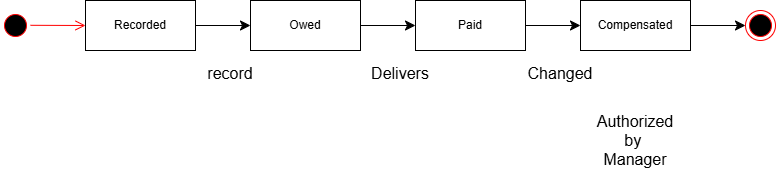 Recorded
Owed
Paid
Compensated
record
Delivers
Changed
Authorized
by
Manager